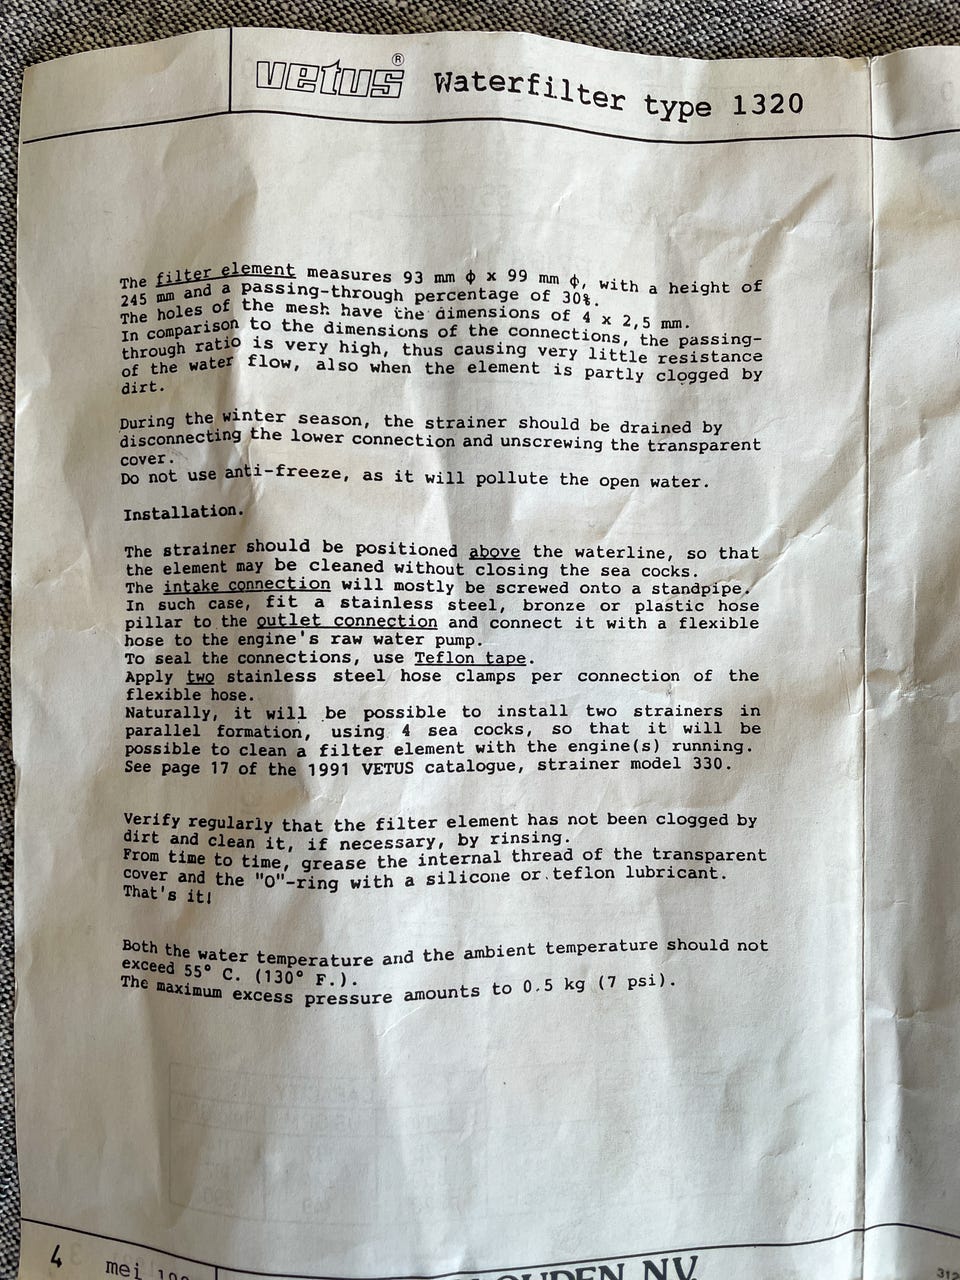 vetus® Waterfilter type 1320
The filter element measures 93 mm ϕ x 99 mm ϕ, with a height of
245 mm and a passing-through percentage of 30%.
The holes of the mesh have the dimensions of 4 x 2,5 mm.
In comparison to the dimensions of the connections, the passing-
through ratio is very high, thus causing very little resistance
of the water flow, also when the element is partly clogged by
dirt.
During the winter season, the strainer should be drained by
disconnecting the lower connection and unscrewing the transparent
cover.
Do not use anti-freeze, as it will pollute the open water.
Installation.
The strainer should be positioned above the waterline, so that
the element may be cleaned without closing the sea cocks.
The intake connection will mostly be screwed onto a standpipe.
In such case, fit a stainless steel, bronze or plastic hose
pillar to the outlet connection and connect it with a flexible
hose to the engine's raw water pump.
To seal the connections, use Teflon tape.
Apply two stainless steel hose clamps per connection of the
flexible hose.
Naturally, it will be possible to install two strainers in
parallel formation, using 4 sea cocks, so that it will be
possible to clean a filter element with the engine(s) running.
See page 17 of the 1991 VETUS catalogue, strainer model 330.
Verify regularly that the filter element has not been clogged by
dirt and clean it, if necessary, by rinsing.
From time to time, grease the internal thread of the transparent
cover and the "O"-ring with a silicone or teflon lubricant.
That's it!
Both the water temperature and the ambient temperature should not
exceed 55° C. (130° F.).
The maximum excess pressure amounts to 0.5 kg (7 psi).
4 mei
N.V.